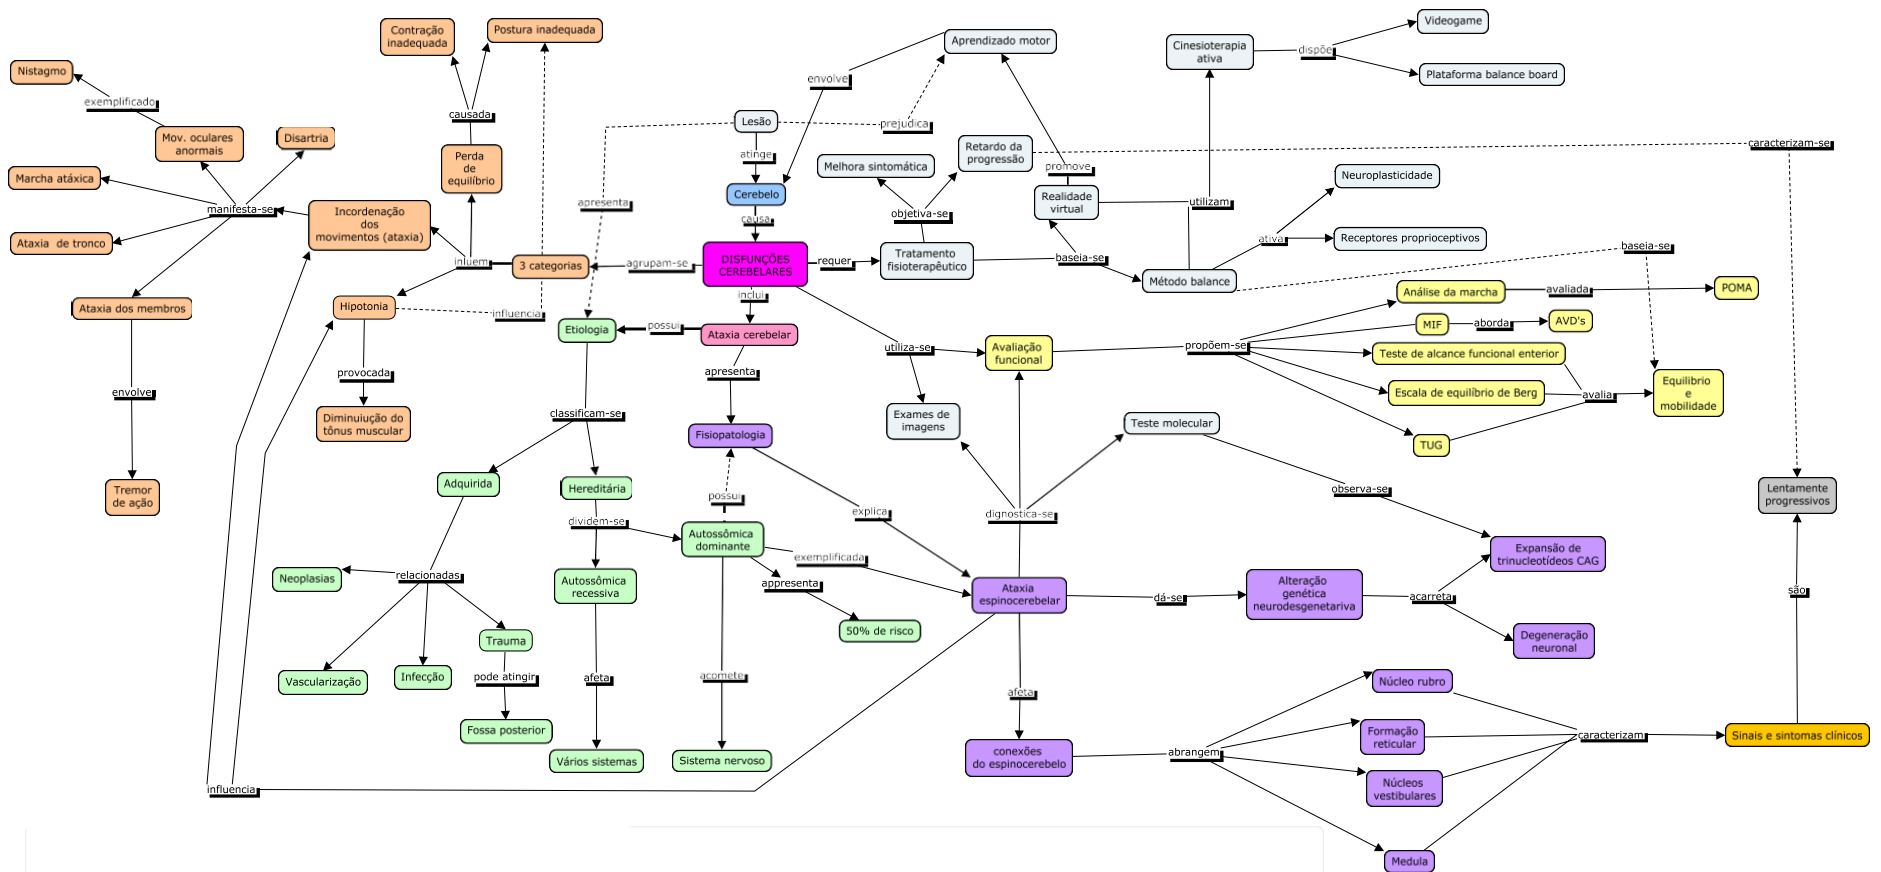 Contração
inadequada
Postura inadequada
Aprendizado motor
Videogame
Cinesioterapia
ativa
dispõe
Plataforma balance board
Nistagmo
envolve
exemplificado
causada
Lesão
prejudica
Mov. oculares
anormais
Disartria
Perda
de
equilíbrio
atinge
Retardo da
progressão
caracterizam-se
Melhora sintomática
promove
Marcha atáxica
Cerebelo
Realidade
virtual
Neuroplasticidade
manifesta-se
Incordenação
dos
movimentos (ataxia)
apresenta
causa
objetiva-se
utilizam
Ataxia  de tronco
inluem
3 categorias
agrupam-se
DISFUNÇÕES
CEREBELARES
requer
Tratamento
fisioterapêutico
baseia-se
ativa
Receptores proprioceptivos
baseia-se
Método balance
inclui
Ataxia dos membros
Hipotonia
influencia
Etiologia
possui
Ataxia cerebelar
Análise da marcha
avaliada
POMA
MIF
aborda
AVD's
utiliza-se
Avaliação
funcional
propõem-se
Teste de alcance funcional enterior
provocada
apresenta
envolve
Escala de equilíbrio de Berg
avalia
Equilibrio
e
mobilidade
Diminuiução do
tônus muscular
classificam-se
Fisiopatologia
Exames de
imagens
Teste molecular
TUG
Adquirida
Hereditária
possui
observa-se
Lentamente
progressivos
Tremor
de ação
dividem-se
explica
dignostica-se
Autossômica
dominante
exemplificada
Expansão de
trinucleotídeos CAG
Neoplasias
relacionadas
Autossômica
recessiva
appresenta
Ataxia
espinocerebelar
dá-se
Alteração
genética
neurodesgenetariva
acarreta
são
50% de risco
Trauma
Degeneração
neuronal
Vascularização
Infecção
pode atingir
afeta
acomete
afeta
Núcleo rubro
Fossa posterior
Vários sistemas
Sistema nervoso
conexões
do espinocerebelo
abrangem
Formação
reticular
caracterizam
Sinais e sintomas clínicos
influencia
Núcleos
vestibulares
Medula